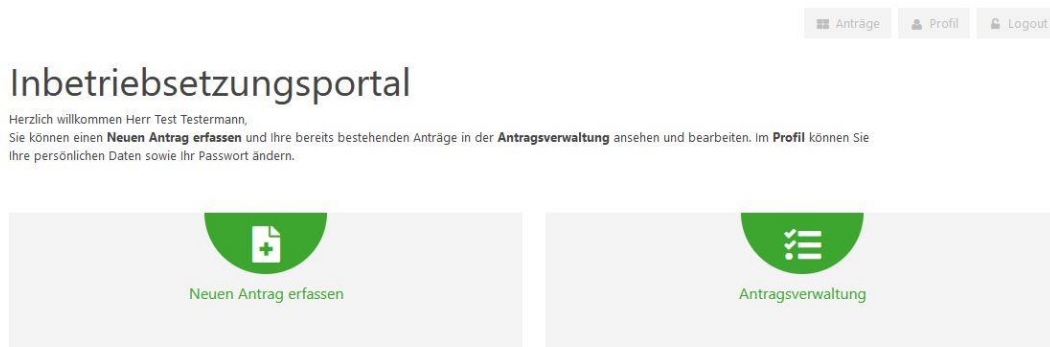 Anträge Profil Logout
Inbetriebsetzungsportal
Herzlich willkommen Herr Test Testermann,
Sie können einen Neuen Antrag erfassen und Ihre bereits bestehenden Anträge in der Antragsverwaltung ansehen und bearbeiten. Im Profil können Sie
Ihre persönlichen Daten sowie Ihr Passwort ändern.
Neuen Antrag erfassen
Antragsverwaltung